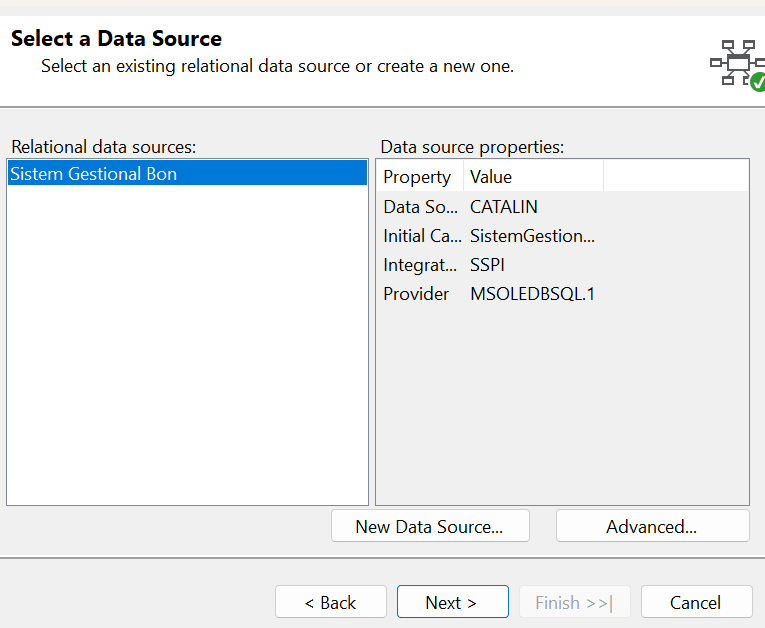 Select a Data Source
Select an existing relational data source or create a new one.
Relational data sources:
Sistem Gestional Bon
Data source properties:
Property Value
Data So... CATALIN
Initial Ca... SistemGestion...
Integrat... SSPI
Provider MSOLEDBSQL.1
New Data Source... Advanced...
< Back Next > Finish >>| Cancel